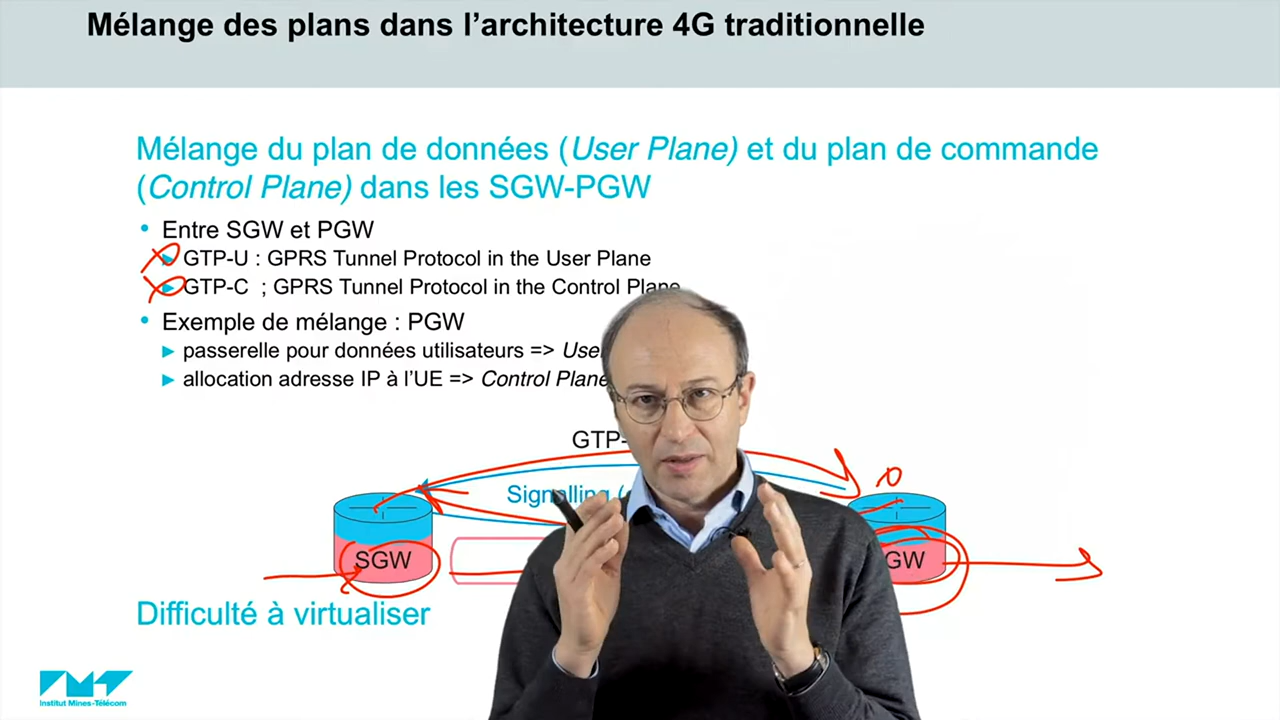 Mélange des plans dans l'architecture 4G traditionnelle
Mélange du plan de données (User Plane) et du plan de commande
(Control Plane) dans les SGW-PGW
• Entre SGW et PGW
► GTP-U : GPRS Tunnel Protocol in the User Plane
► GTP-C ; GPRS Tunnel Protocol in the Control Plane
• Exemple de mélange : PGW
► passerelle pour données utilisateurs =>
► allocation adresse IP à l'UE => Control Plane
GTP-
Signalling
SGW
GW
Difficulté à virtualiser
Institut Mines-Télécom